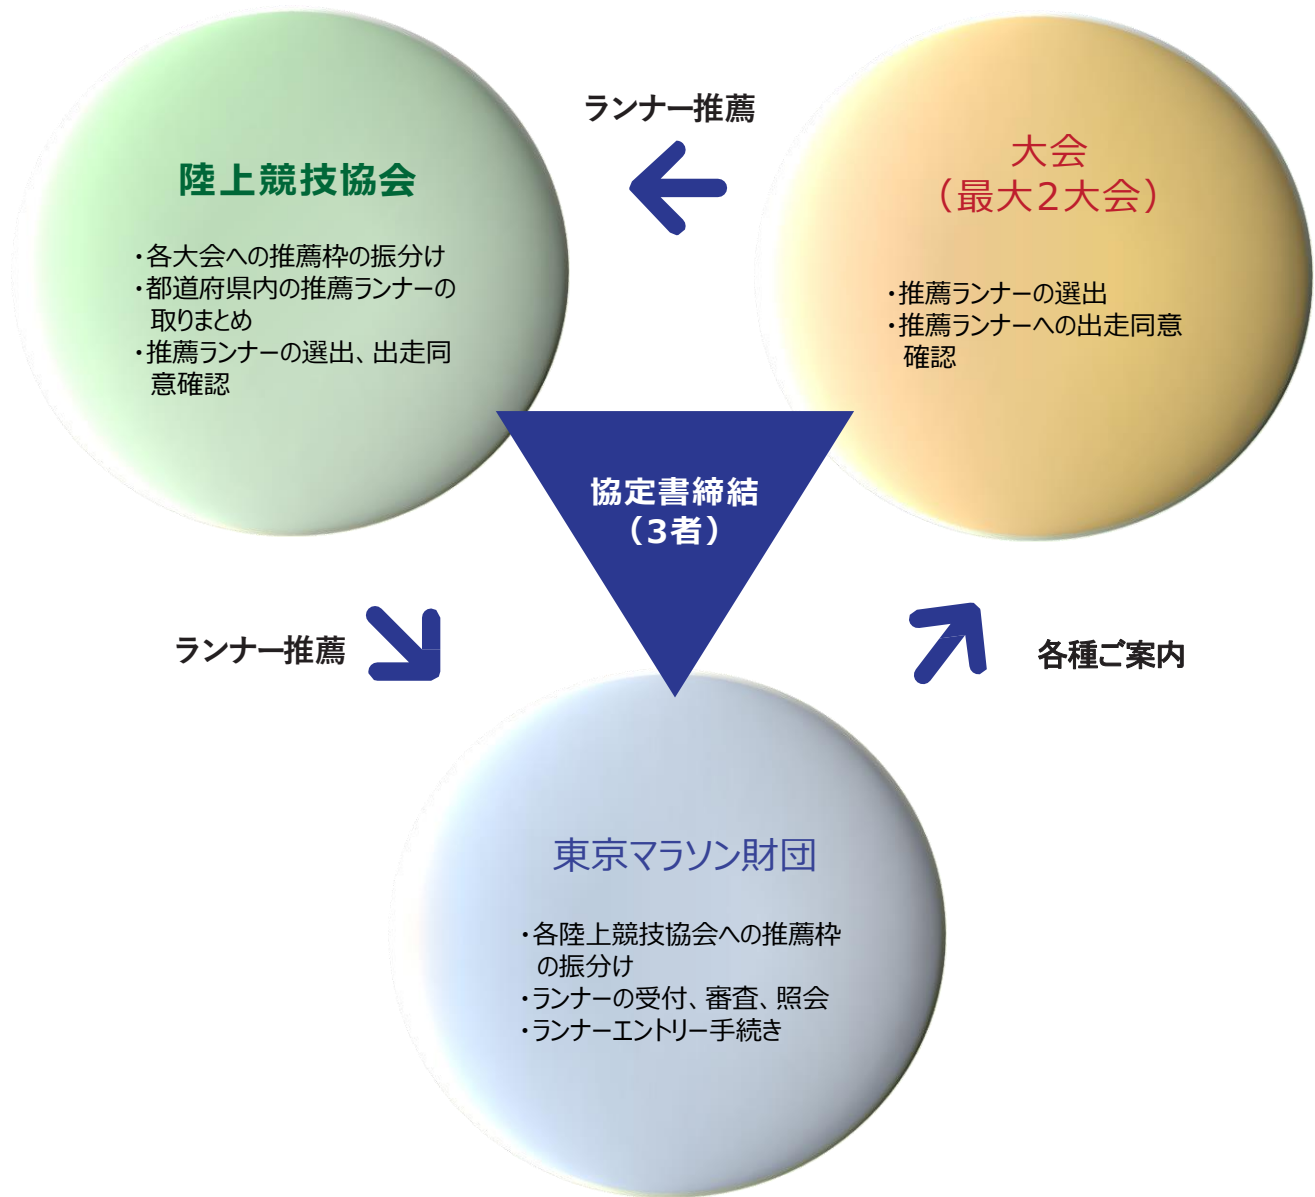 ランナー推薦
陸上競技協会
・各大会への推薦枠の振分け
・都道府県内の推薦ランナーの
取りまとめ
・推薦ランナーの選出、出走同
意確認
大会
（最大2大会）
・推薦ランナーの選出
・推薦ランナーへの出走同意
確認
協定書締結
（3者）
ランナー推薦
各種ご案内
東京マラソン財団
・各陸上競技協会への推薦枠
の振分け
・ランナーの受付、審査、照会
・ランナーエントリー手続き